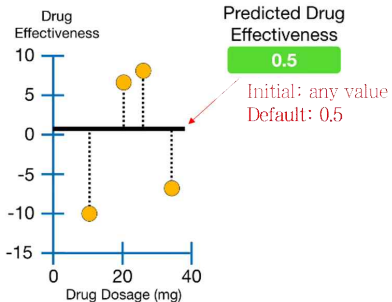 Drug
Effectiveness
Predicted Drug
Effectiveness
0.5
Initial: any value
Default: 0.5
10
5
0
-5
-10
-15
0
20
40
Drug Dosage (mg)